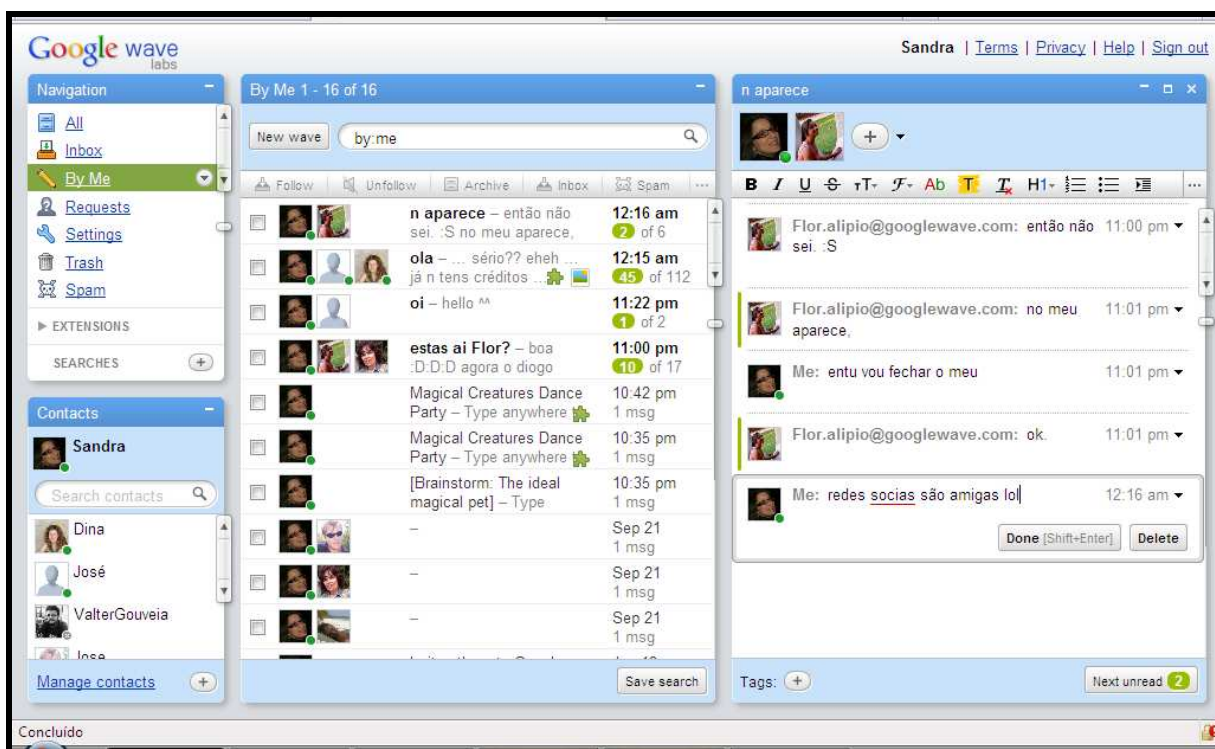 Google wave
labs
Sandra | Terms | Privacy | Help | Sign out
Navigation
All
Inbox
By Me
Requests
Settings
Trash
Spam
EXTENSIONS
SEARCHES
Contacts
Sandra
Search contacts
Dina
José
ValterGouveia
Manage contacts
By Me 1 - 16 of 16
New wave
by:me
Follow Unfollow Archive Inbox Spam ...
n aparece – então não 12:16 am
sei. :S no meu aparece, 2 of 6
ola – ... sério?? eheh 12:15 am
já n tens créditos ... 45 of 112
oi – hello ^^ 11:22 pm
1 of 2
estas ai Flor? – boa 11:00 pm
:D:D:D agora o diogo 10 of 17
Magical Creatures Dance 10:42 pm
Party – Type anywhere 1 msg
Magical Creatures Dance 10:35 pm
Party – Type anywhere 1 msg
[Brainstorm: The ideal 10:35 pm
magical pet] – Type 1 msg
– Sep 21
1 msg
– Sep 21
1 msg
– Sep 21
1 msg
Save search
n aparece
B I U S тT F Ab T T H1 ...
Flor.alipio@googlewave.com: então não 11:00 pm
sei. :S
Flor.alipio@googlewave.com: no meu 11:01 pm
aparece,
Me: entu vou fechar o meu 11:01 pm
Flor.alipio@googlewave.com: ok. 11:01 pm
Me: redes socias são amigas lol 12:16 am
Done [Shift+Enter] Delete
Tags:
Next unread 2
Concluído